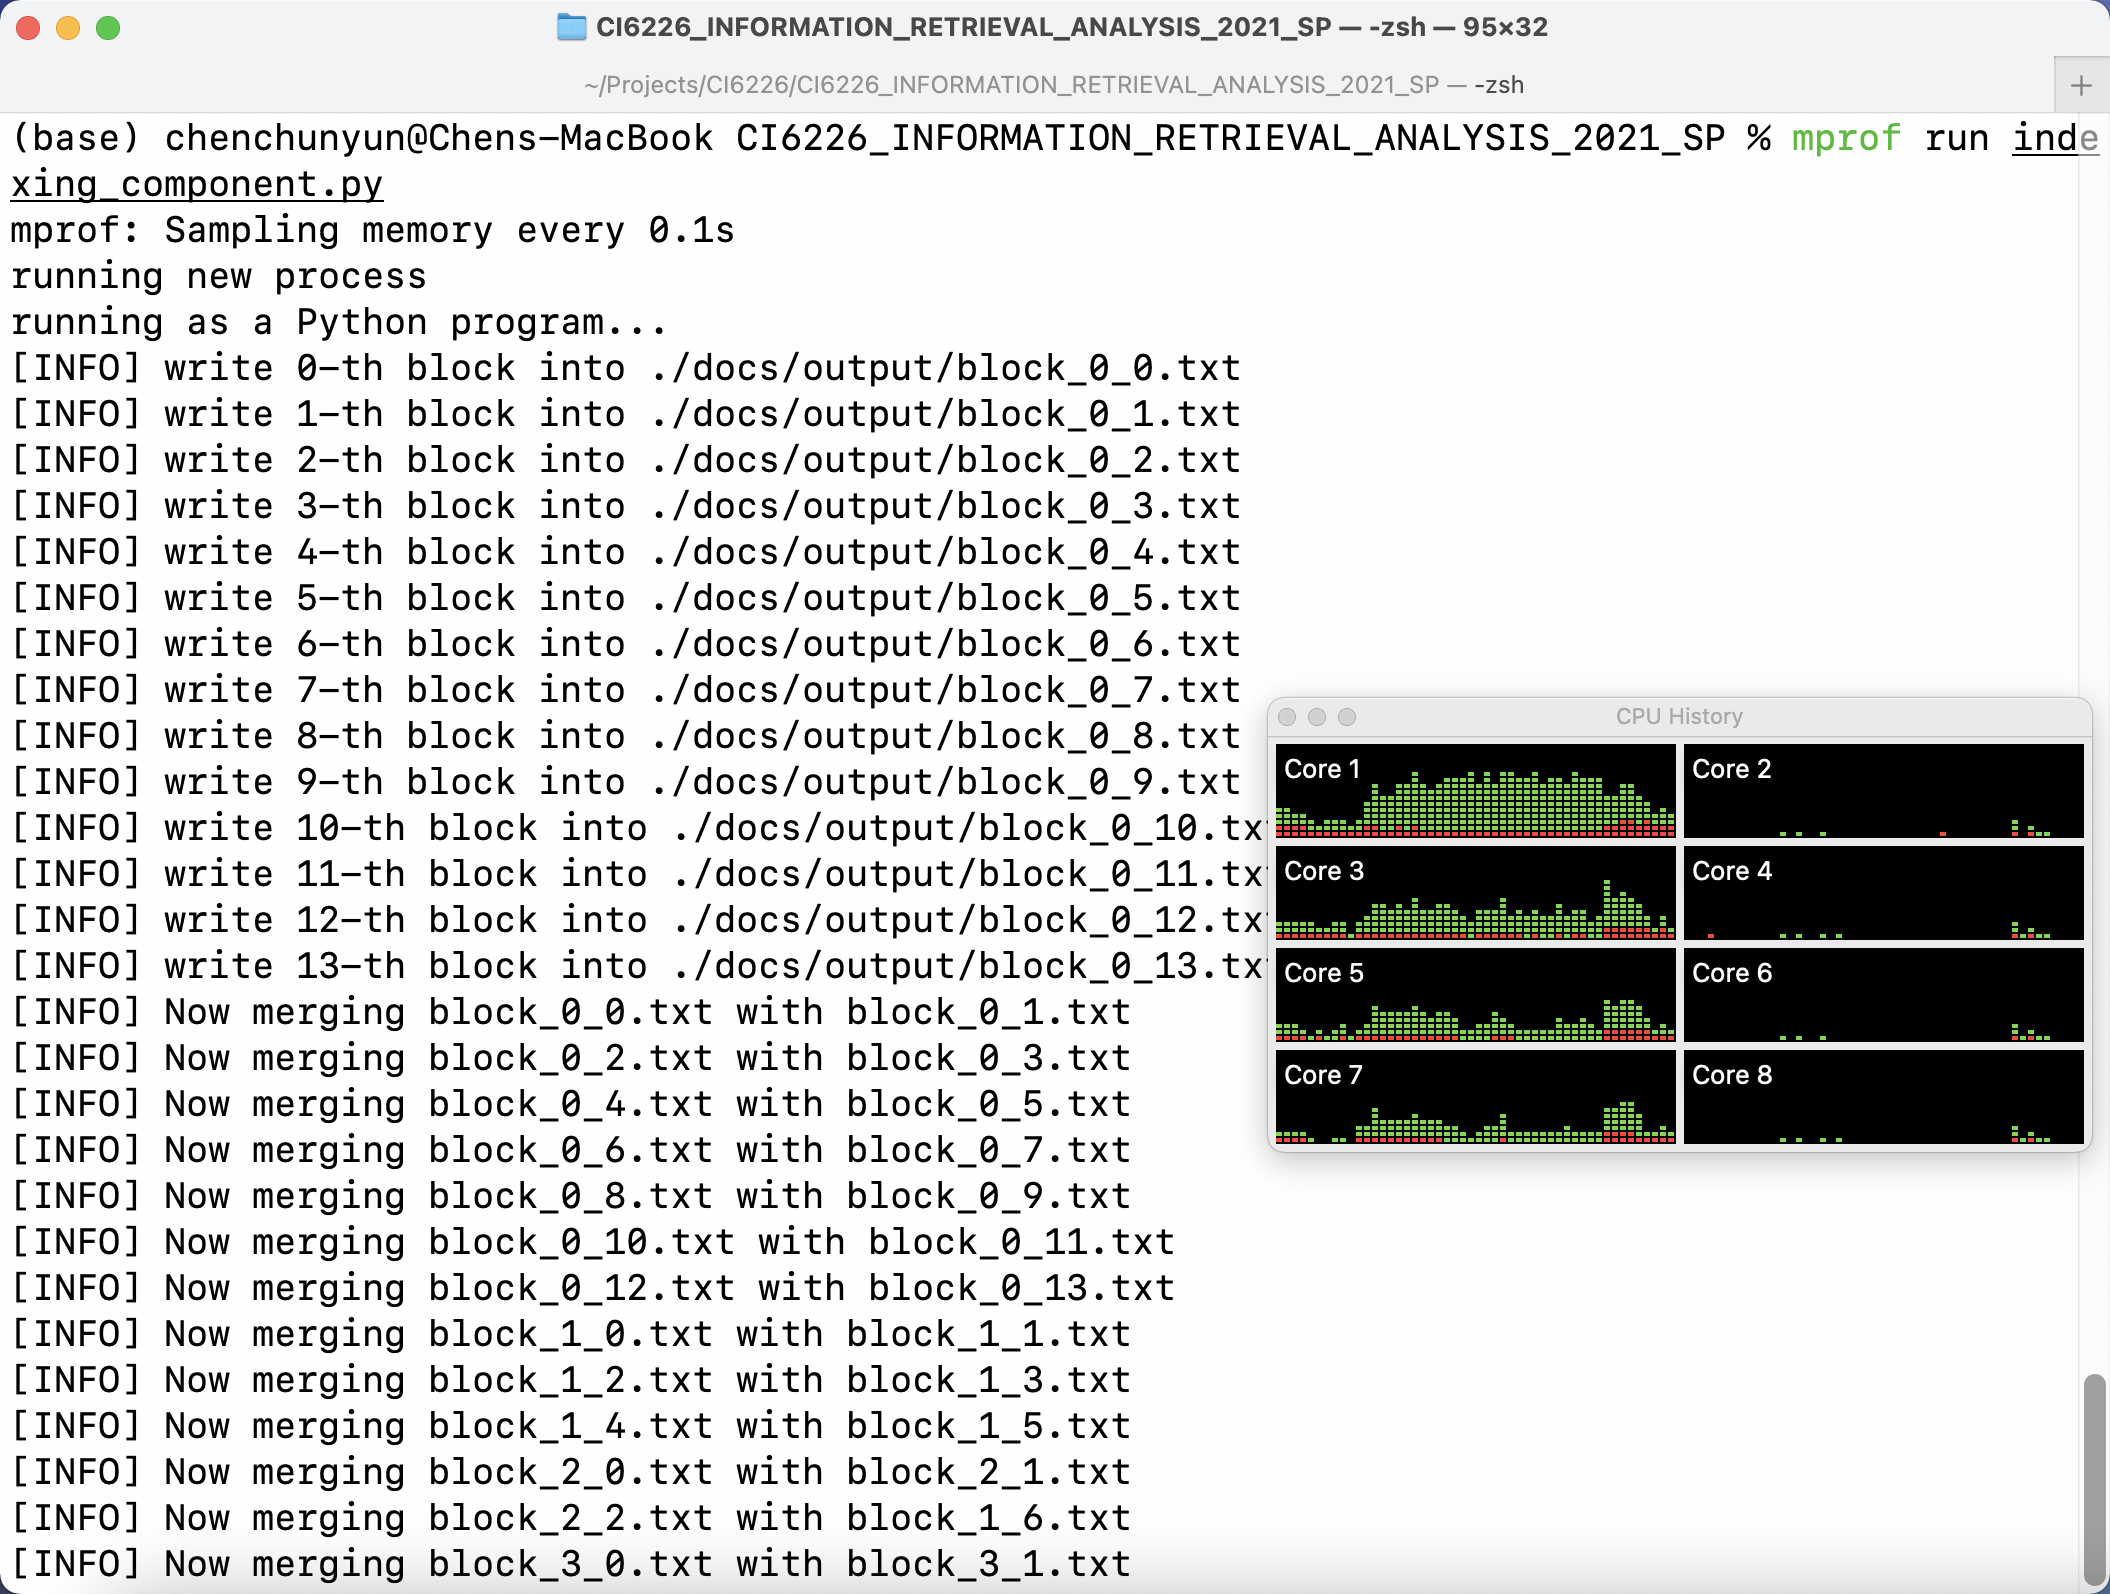 CI6226_INFORMATION_RETRIEVAL_ANALYSIS_2021_SP — -zsh — 95×32
~/Projects/CI6226/CI6226_INFORMATION_RETRIEVAL_ANALYSIS_2021_SP — -zsh
(base) chenchunyun@Chens-MacBook CI6226_INFORMATION_RETRIEVAL_ANALYSIS_2021_SP % mprof run inde
xing_component.py
mprof: Sampling memory every 0.1s
running new process
running as a Python program...
[INFO] write 0-th block into ./docs/output/block_0_0.txt
[INFO] write 1-th block into ./docs/output/block_0_1.txt
[INFO] write 2-th block into ./docs/output/block_0_2.txt
[INFO] write 3-th block into ./docs/output/block_0_3.txt
[INFO] write 4-th block into ./docs/output/block_0_4.txt
[INFO] write 5-th block into ./docs/output/block_0_5.txt
[INFO] write 6-th block into ./docs/output/block_0_6.txt
[INFO] write 7-th block into ./docs/output/block_0_7.txt
[INFO] write 8-th block into ./docs/output/block_0_8.txt
[INFO] write 9-th block into ./docs/output/block_0_9.txt
[INFO] write 10-th block into ./docs/output/block_0_10.tx
[INFO] write 11-th block into ./docs/output/block_0_11.tx
[INFO] write 12-th block into ./docs/output/block_0_12.tx
[INFO] write 13-th block into ./docs/output/block_0_13.tx
[INFO] Now merging block_0_0.txt with block_0_1.txt
[INFO] Now merging block_0_2.txt with block_0_3.txt
[INFO] Now merging block_0_4.txt with block_0_5.txt
[INFO] Now merging block_0_6.txt with block_0_7.txt
[INFO] Now merging block_0_8.txt with block_0_9.txt
[INFO] Now merging block_0_10.txt with block_0_11.txt
[INFO] Now merging block_0_12.txt with block_0_13.txt
[INFO] Now merging block_1_0.txt with block_1_1.txt
[INFO] Now merging block_1_2.txt with block_1_3.txt
[INFO] Now merging block_1_4.txt with block_1_5.txt
[INFO] Now merging block_2_0.txt with block_2_1.txt
[INFO] Now merging block_2_2.txt with block_1_6.txt
[INFO] Now merging block_3_0.txt with block_3_1.txt
CPU History
Core 1
Core 2
Core 3
Core 4
Core 5
Core 6
Core 7
Core 8